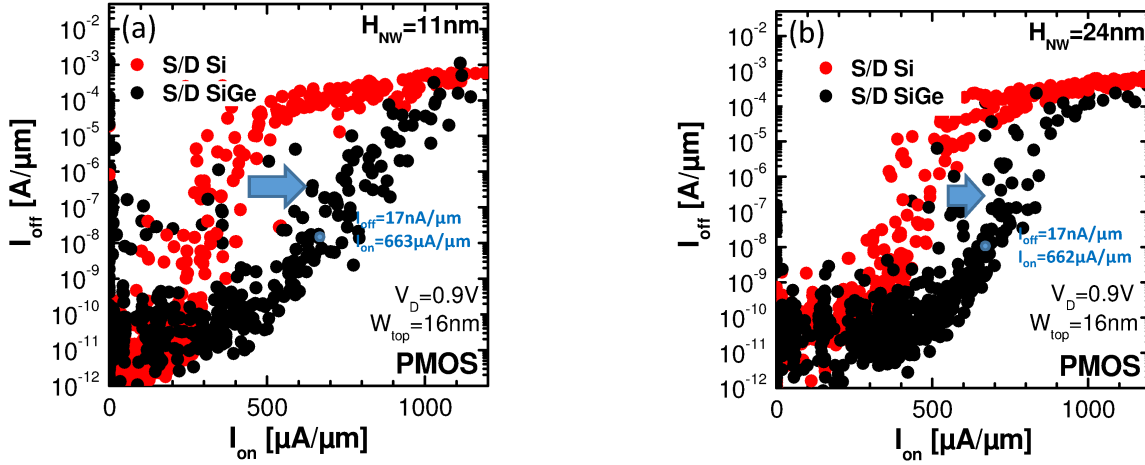 (a)
H_NW=11nm
S/D Si
S/D SiGe
10^-3
10^-4
10^-5
10^-6
10^-7
10^-8
10^-9
10^-10
10^-11
10^-12
I_off [A/µm]
I_off=17nA/µm
I_on=663µA/µm
V_D=0.9V
W_top=16nm
PMOS
0 500 1000
I_on [µA/µm]
(b)
H_NW=24nm
S/D Si
S/D SiGe
10^-3
10^-4
10^-5
10^-6
10^-7
10^-8
10^-9
10^-10
10^-11
10^-12
I_off [A/µm]
I_off=17nA/µm
I_on=662µA/µm
V_D=0.9V
W_top=16nm
PMOS
0 500 1000
I_on [µA/µm]